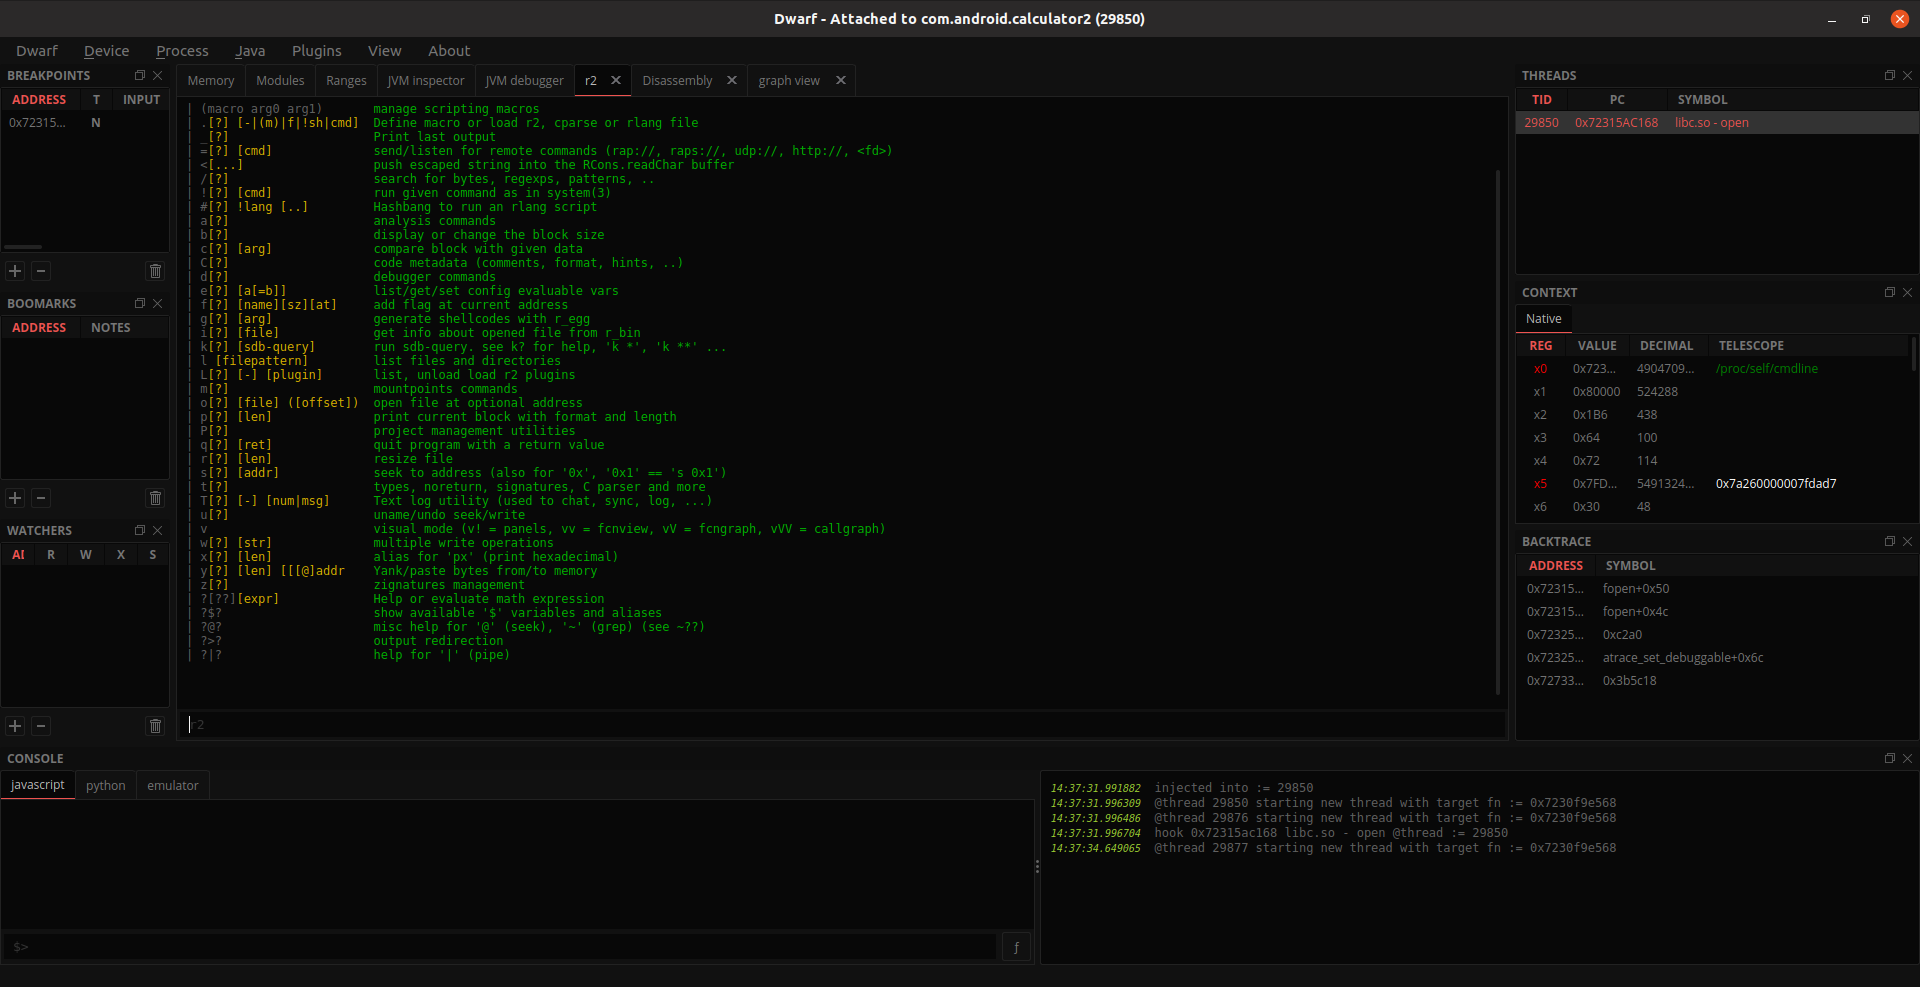 Dwarf - Attached to com.android.calculator2 (29850)
Dwarf Device Process Java Plugins View About
BREAKPOINTS
ADDRESS T INPUT
0x72315... N
BOOMARKS
ADDRESS NOTES
WATCHERS
AI R W X S
Memory Modules Ranges JVM inspector JVM debugger r2 Disassembly graph view
| (macro arg0 arg1) manage scripting macros
| .[?] [-|(m)|f|!sh|cmd] Define macro or load r2, cparse or rlang file
| _[?] Print last output
| =[?] [cmd] send/listen for remote commands (rap://, raps://, udp://, http://, <fd>)
| <[...] push escaped string into the RCons.readChar buffer
| /[?] search for bytes, regexps, patterns, ..
| ![?] [cmd] run given command as in system(3)
| #[?] !lang [..] Hashbang to run an rlang script
| a[?] analysis commands
| b[?] display or change the block size
| c[?] [arg] compare block with given data
| C[?] code metadata (comments, format, hints, ..)
| d[?] debugger commands
| e[?] [a[=b]] list/get/set config evaluable vars
| f[?] [name][sz][at] add flag at current address
| g[?] [arg] generate shellcodes with r_egg
| i[?] [file] get info about opened file from r_bin
| k[?] [sdb-query] run sdb-query. see k? for help, 'k *', 'k **' ...
| l [filepattern] list files and directories
| L[?] [-] [plugin] list, unload load r2 plugins
| m[?] mountpoints commands
| o[?] [file] ([offset]) open file at optional address
| p[?] [len] print current block with format and length
| P[?] project management utilities
| q[?] [ret] quit program with a return value
| r[?] [len] resize file
| s[?] [addr] seek to address (also for '0x', '0x1' == 's 0x1')
| t[?] types, noreturn, signatures, C parser and more
| T[?] [-] [num|msg] Text log utility (used to chat, sync, log, ...)
| u[?] uname/undo seek/write
| v visual mode (v! = panels, vv = fcnview, vV = fcngraph, vVV = callgraph)
| w[?] [str] multiple write operations
| x[?] [len] alias for 'px' (print hexadecimal)
| y[?] [len] [[[@]addr Yank/paste bytes from/to memory
| z[?] zignatures management
| ?[??][expr] Help or evaluate math expression
| ?$? show available '$' variables and aliases
| ?@? misc help for '@' (seek), '~' (grep) (see ~??)
| ?>? output redirection
| ?|? help for '|' (pipe)
r2
THREADS
TID PC SYMBOL
29850 0x72315AC168 libc.so - open
CONTEXT
Native
REG VALUE DECIMAL TELESCOPE
x0 0x723... 4904709... /proc/self/cmdline
x1 0x80000 524288
x2 0x1B6 438
x3 0x64 100
x4 0x72 114
x5 0x7FD... 5491324... 0x7a260000007fdad7
x6 0x30 48
BACKTRACE
ADDRESS SYMBOL
0x72315... fopen+0x50
0x72315... fopen+0x4c
0x72325... 0xc2a0
0x72325... atrace_set_debuggable+0x6c
0x72733... 0x3b5c18
CONSOLE
javascript python emulator
$>
ƒ
14:37:31.991882 injected into := 29850
14:37:31.996309 @thread 29850 starting new thread with target fn := 0x7230f9e568
14:37:31.996486 @thread 29876 starting new thread with target fn := 0x7230f9e568
14:37:31.996704 hook 0x72315ac168 libc.so - open @thread := 29850
14:37:34.649065 @thread 29877 starting new thread with target fn := 0x7230f9e568